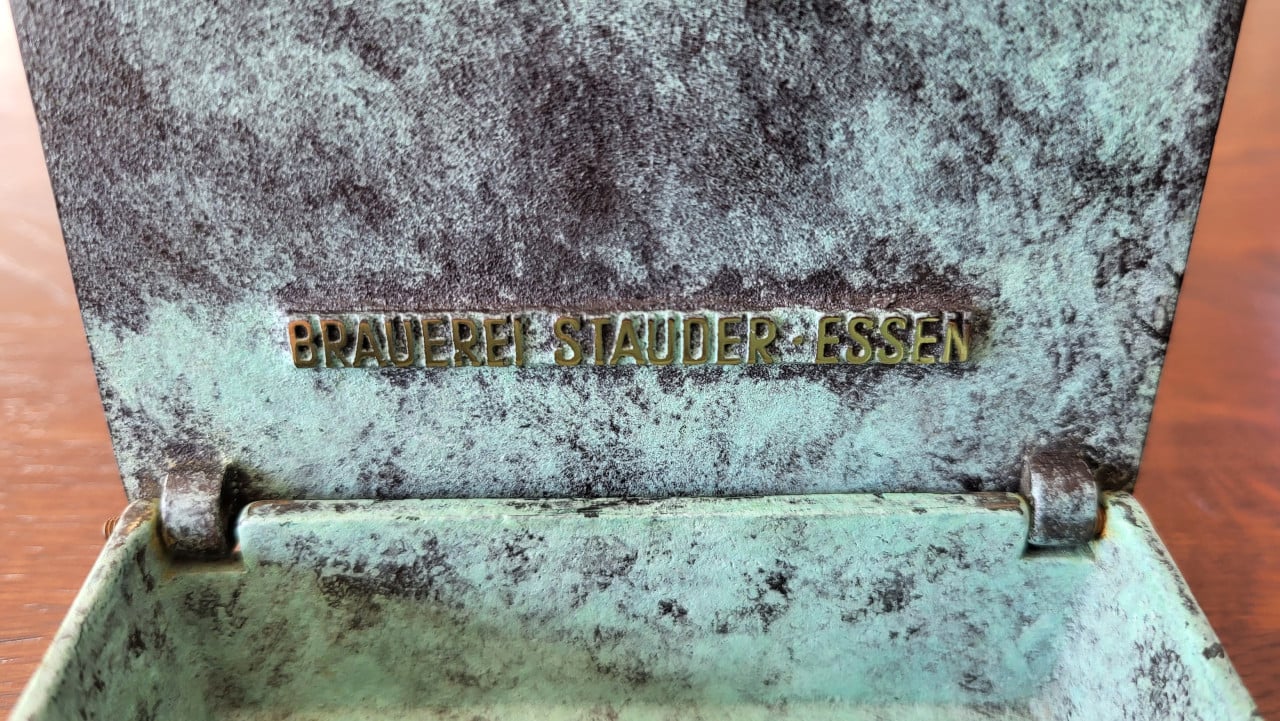 BRAUEREI STAUDER · ESSEN